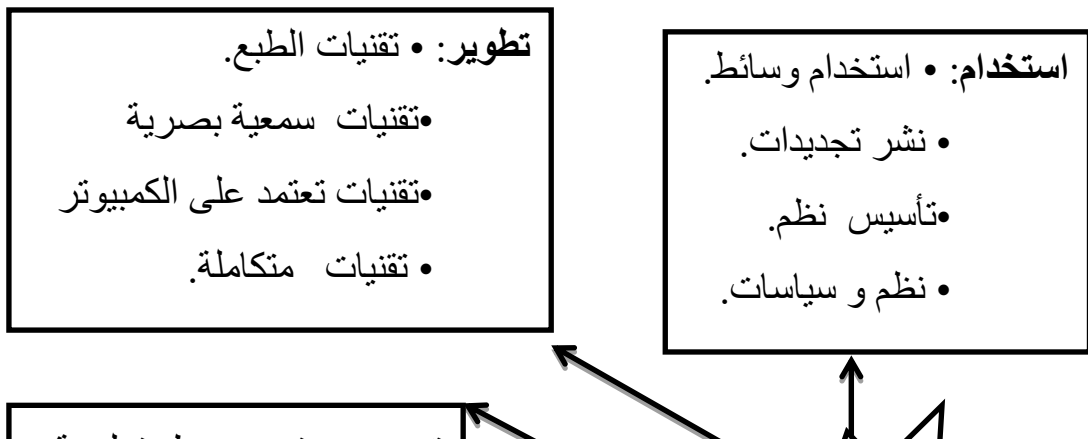 استخدام: • استخدام وسائط.
• نشر تجديدات.
•تأسيس نظم.
• نظم و سياسات.
تطوير: • تقنيات الطبع.
•تقنيات سمعية بصرية
•تقنيات تعتمد على الكمبيوتر
• تقنيات متكاملة.